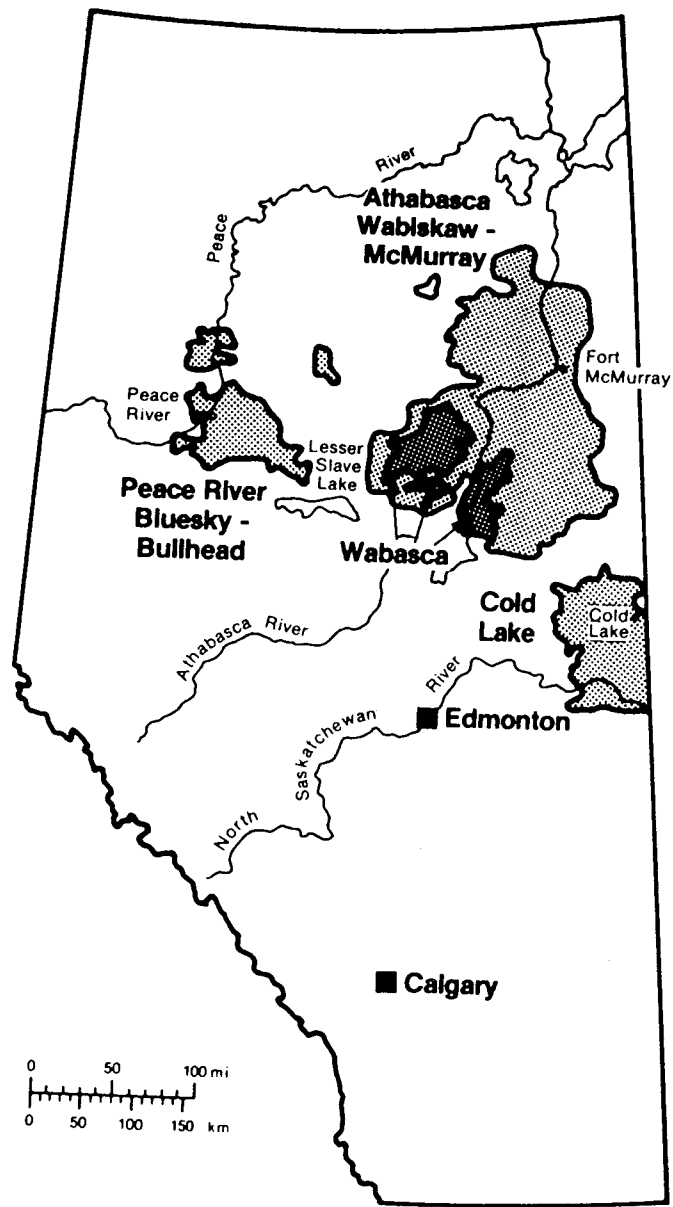 River
Athabasca
Wabiskaw -
McMurray
Peace
Fort
McMurray
Peace
River
Lesser
Slave
Lake
Peace River
Bluesky -
Bullhead
Wabasca
Cold
Lake
Cold
Lake
Athabasca River
River
Saskatchewan
Edmonton
North
Calgary
0 50 100 mi
0 50 100 150 km